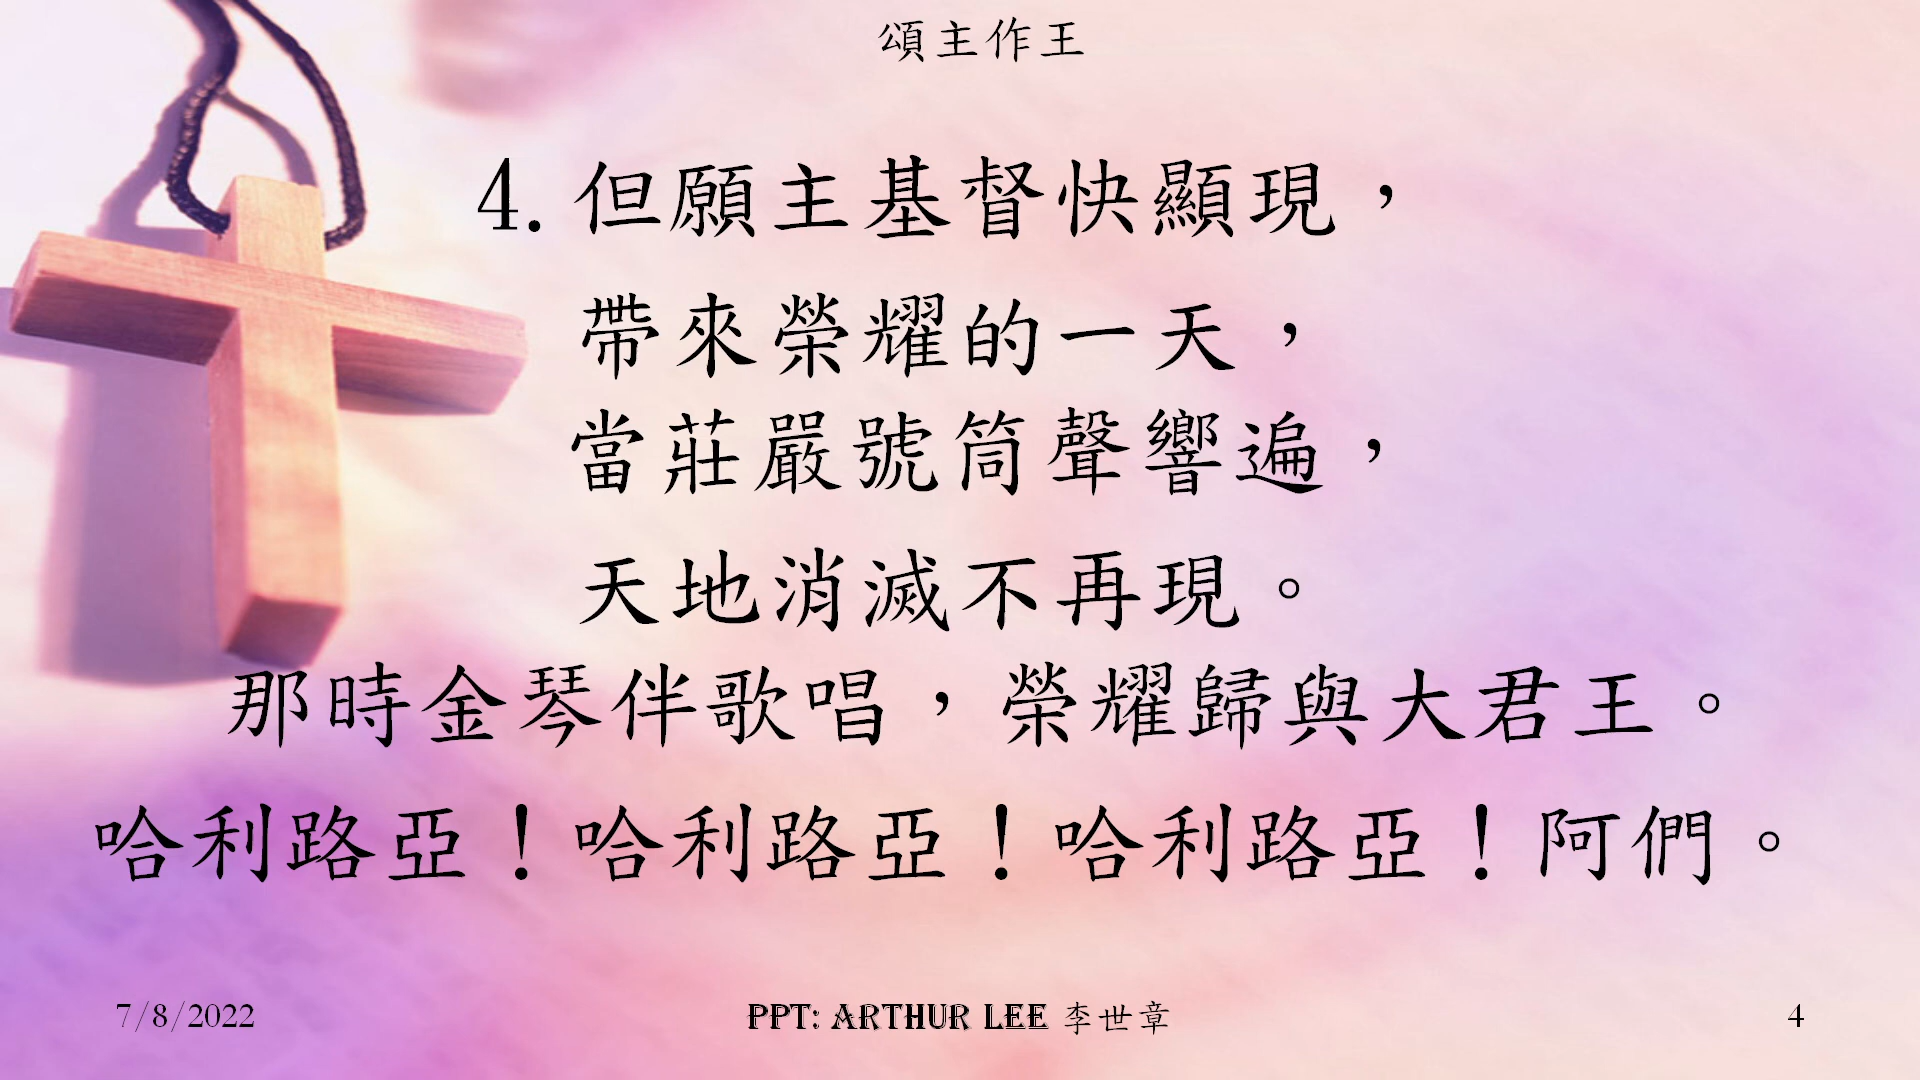 頌主作王
4.但願主基督快顯現，
帶來榮耀的一天，
當莊嚴號筒聲響遍，
天地消滅不再現。
那時金琴伴歌唱，榮耀歸與大君王。
哈利路亞！哈利路亞！哈利路亞！阿們。
7/8/2022 PPT: ARTHUR LEE 李世章 4